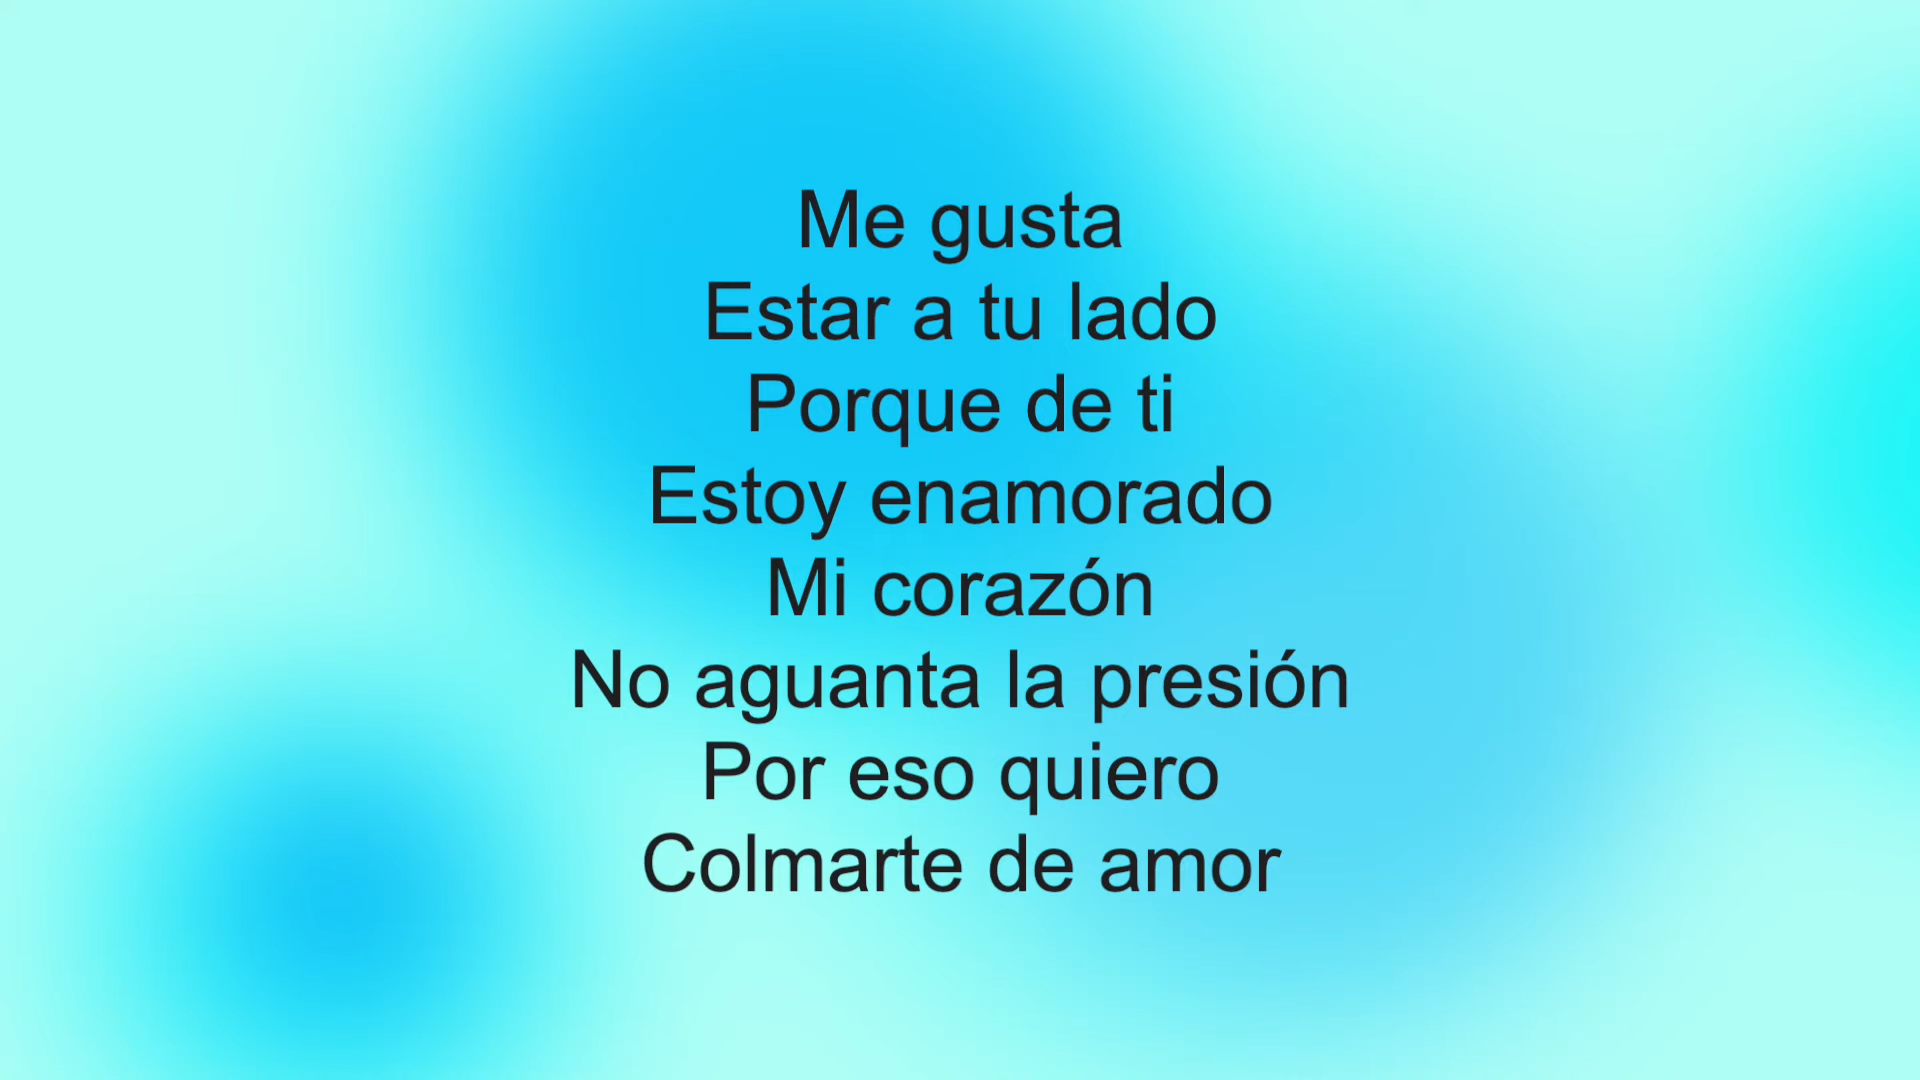 Me gusta
Estar a tu lado
Porque de ti
Estoy enamorado
Mi corazón
No aguanta la presión
Por eso quiero
Colmarte de amor